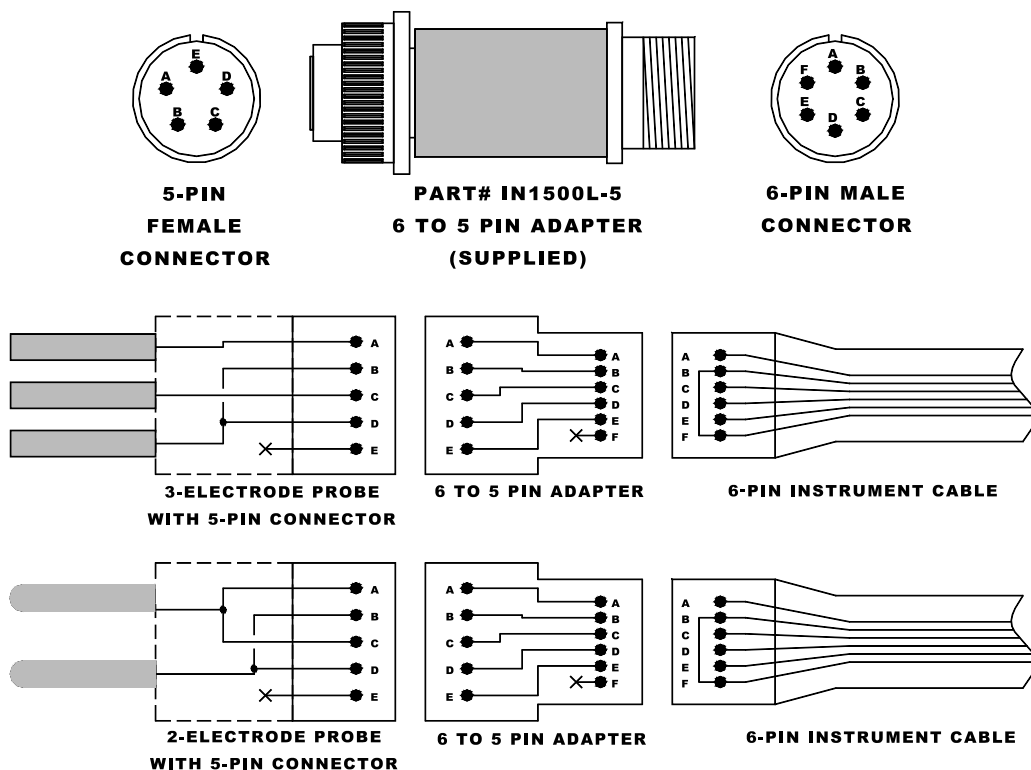 E
A
D
B
C
5-PIN
FEMALE
CONNECTOR
PART# IN1500L-5
6 TO 5 PIN ADAPTER
(SUPPLIED)
A
F
B
E
C
D
6-PIN MALE
CONNECTOR
A
B
C
D
E
3-ELECTRODE PROBE
WITH 5-PIN CONNECTOR
A
B
C
D
E
A
B
C
D
E
F
6 TO 5 PIN ADAPTER
A
B
C
D
E
F
6-PIN INSTRUMENT CABLE
A
B
C
D
E
2-ELECTRODE PROBE
WITH 5-PIN CONNECTOR
A
B
C
D
E
A
B
C
D
E
F
6 TO 5 PIN ADAPTER
A
B
C
D
E
F
6-PIN INSTRUMENT CABLE